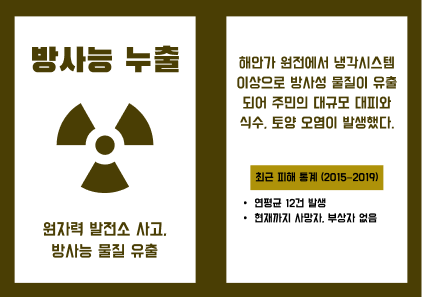 방사능 누출
원자력 발전소 사고,
방사능 물질 유출
해안가 원전에서 냉각시스템
이상으로 방사성 물질이 유출
되어 주민의 대규모 대피와
식수, 토양 오염이 발생했다.
최근 피해 통계 (2015-2019)
• 연평균 12건 발생
• 현재까지 사망자, 부상자 없음